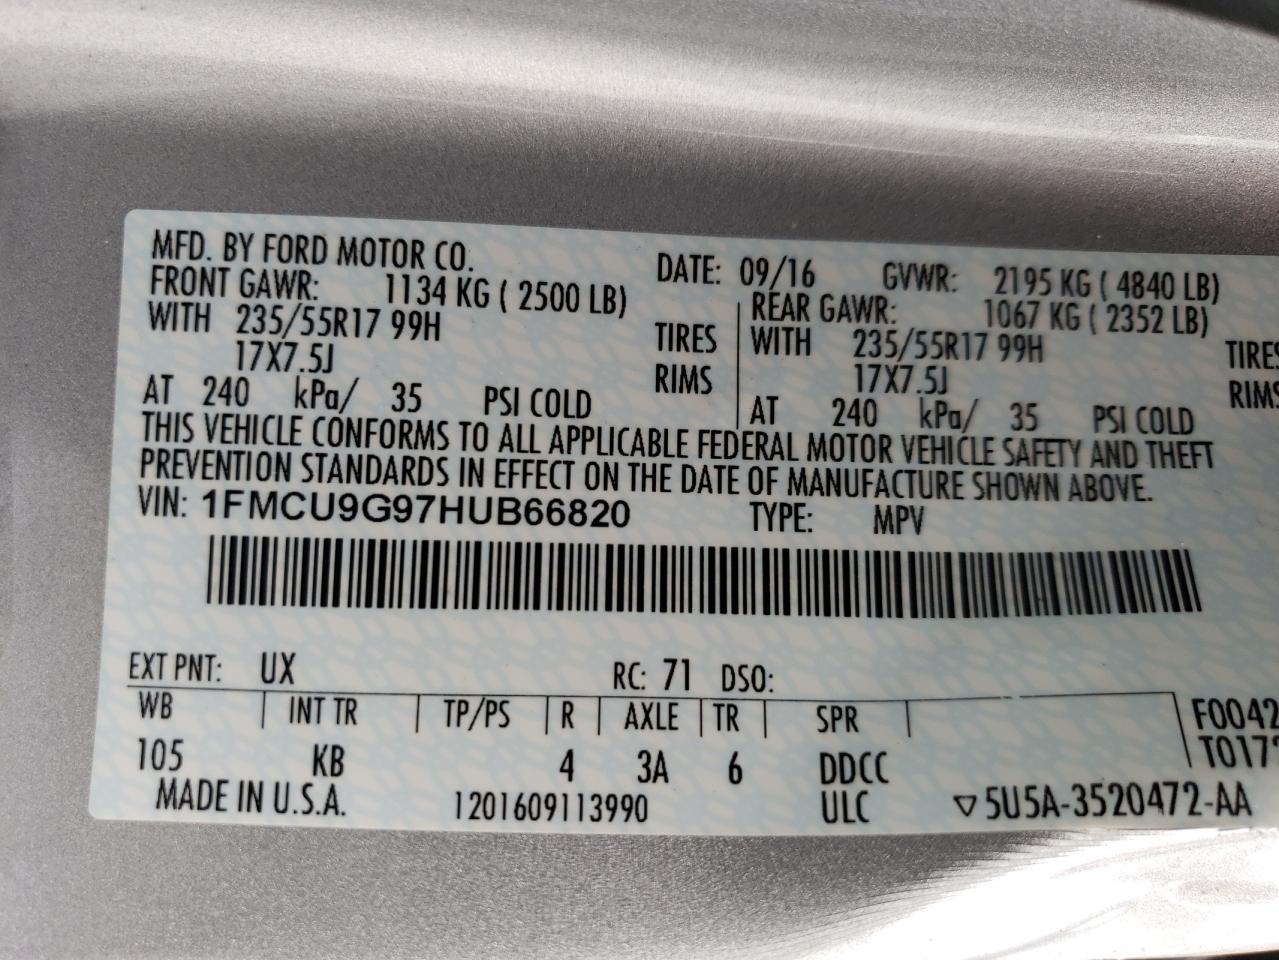 MFD. BY FORD MOTOR CO. DATE: 09/16 GVWR: 2195 KG ( 4840 LB)
FRONT GAWR: 1134 KG ( 2500 LB) REAR GAWR: 1067 KG ( 2352 LB)
WITH 235/55R17 99H TIRES WITH 235/55R17 99H TIRES
17X7.5J RIMS 17X7.5J RIMS
AT 240 kPa/ 35 PSI COLD AT 240 kPa/ 35 PSI COLD
THIS VEHICLE CONFORMS TO ALL APPLICABLE FEDERAL MOTOR VEHICLE SAFETY AND THEFT
PREVENTION STANDARDS IN EFFECT ON THE DATE OF MANUFACTURE SHOWN ABOVE.
VIN: 1FMCU9G97HUB66820 TYPE: MPV
EXT PNT: UX RC: 71 DSO:
WB INT TR TP/PS R AXLE TR SPR F0042
105 KB 4 3A 6 DDCC
MADE IN U.S.A. 1201609113990 ULC ▽5U5A-3520472-AA